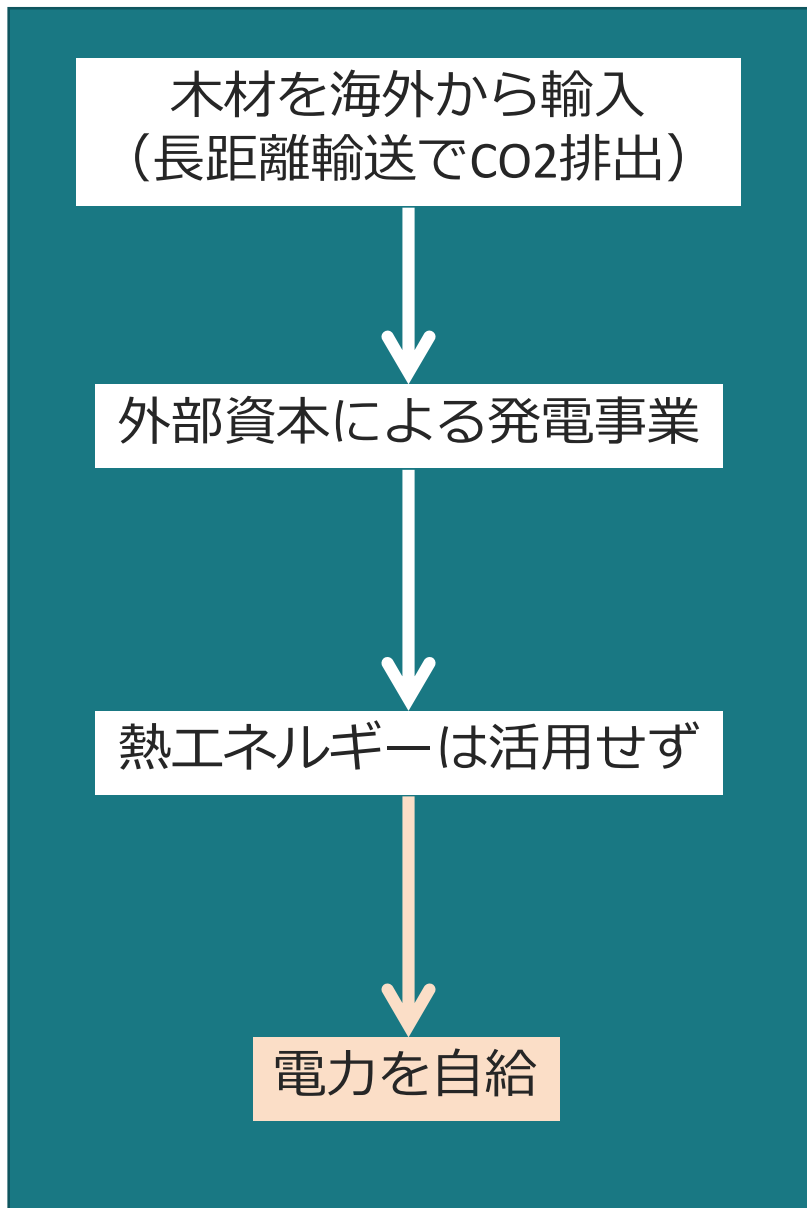 木材を海外から輸入
（長距離輸送でCO2排出）
外部資本による発電事業
熱エネルギーは活用せず
電力を自給